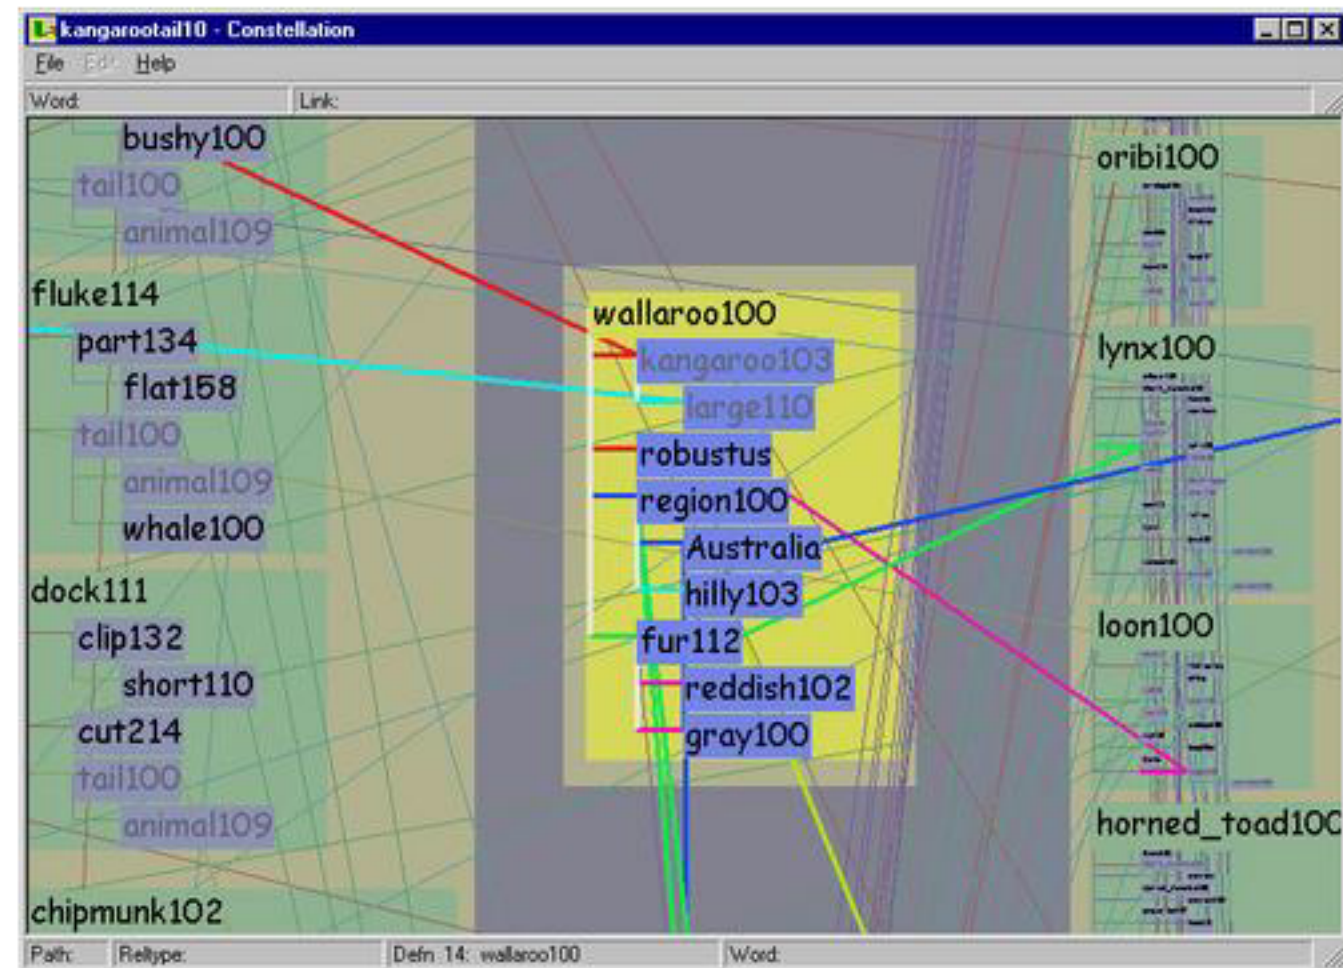 kangarootail10 - Constellation
File Edit Help
Word: Link:
bushy100
tail100
animal109
fluke114
part134
flat158
tail100
animal109
whale100
dock111
clip132
short110
cut214
tail100
animal109
chipmunk102
wallaroo100
kangaroo103
large110
robustus
region100
Australia
hilly103
fur112
reddish102
gray100
oribi100
lynx100
loon100
horned_toad100
Path: Reltype: Defn 14: wallaroo100 Word: